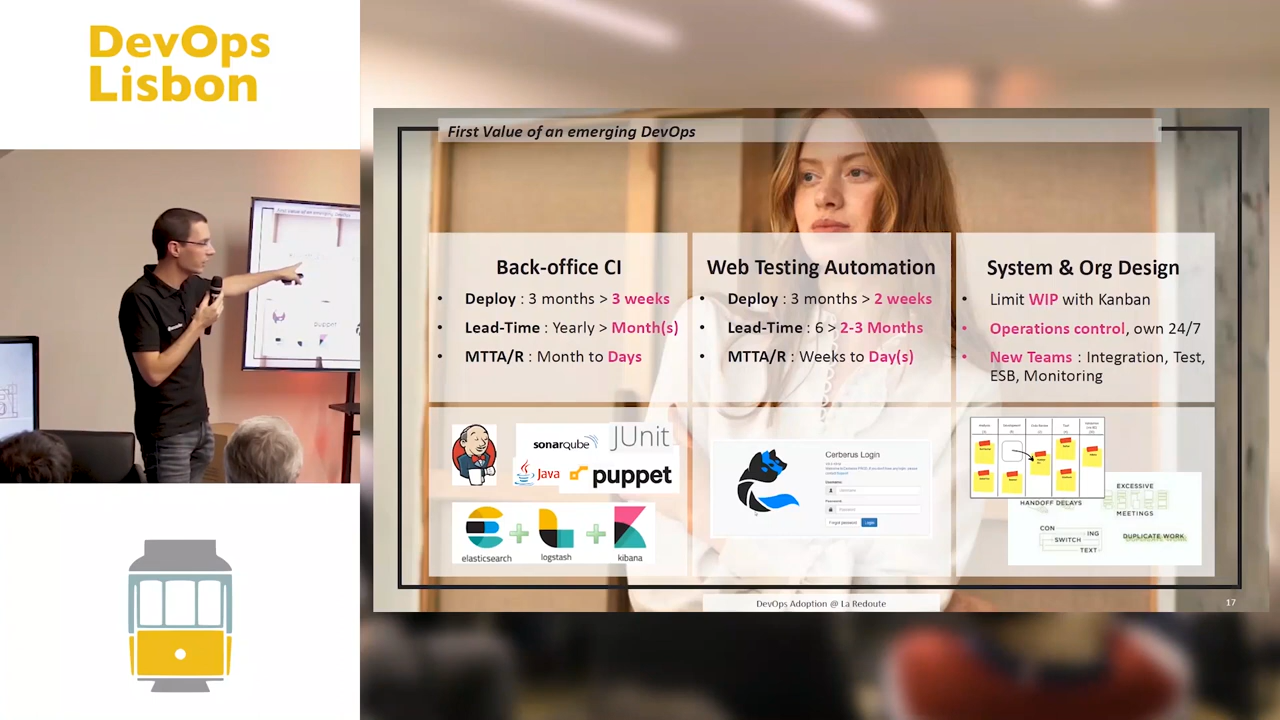 DevOps
Lisbon
First Value of an emerging DevOps
Back-office CI
• Deploy : 3 months > 3 weeks
• Lead-Time : Yearly > Month(s)
• MTTA/R : Month to Days
Web Testing Automation
• Deploy : 3 months > 2 weeks
• Lead-Time : 6 > 2-3 Months
• MTTA/R : Weeks to Day(s)
System & Org Design
• Limit WIP with Kanban
• Operations control, own 24/7
• New Teams : Integration, Test,
ESB, Monitoring
sonarqube
JUnit
Java
puppet
elasticsearch
logstash
kibana
Cerberus Login
Forgot password
Login
EXCESSIVE
HANDOFF DELAYS
MEETINGS
CON
ING
SWITCH
TEXT
DUPLICATE WORK
DevOps Adoption @ La Redoute
17